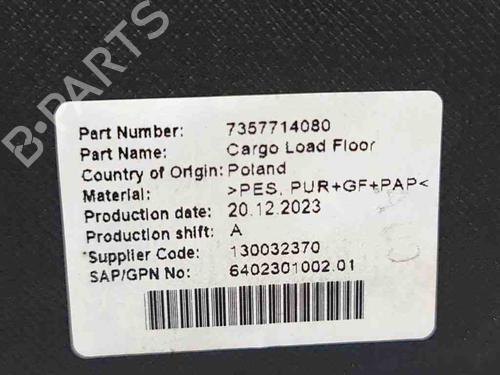 B-PARTS
Part Number: 7357714080
Part Name: Cargo Load Floor
Country of Origin: Poland
Material: >PES, PUR+GF+PAP<
Production date: 20.12.2023
Production shift: A
*Supplier Code: 130032370
SAP/GPN No: 6402301002.01